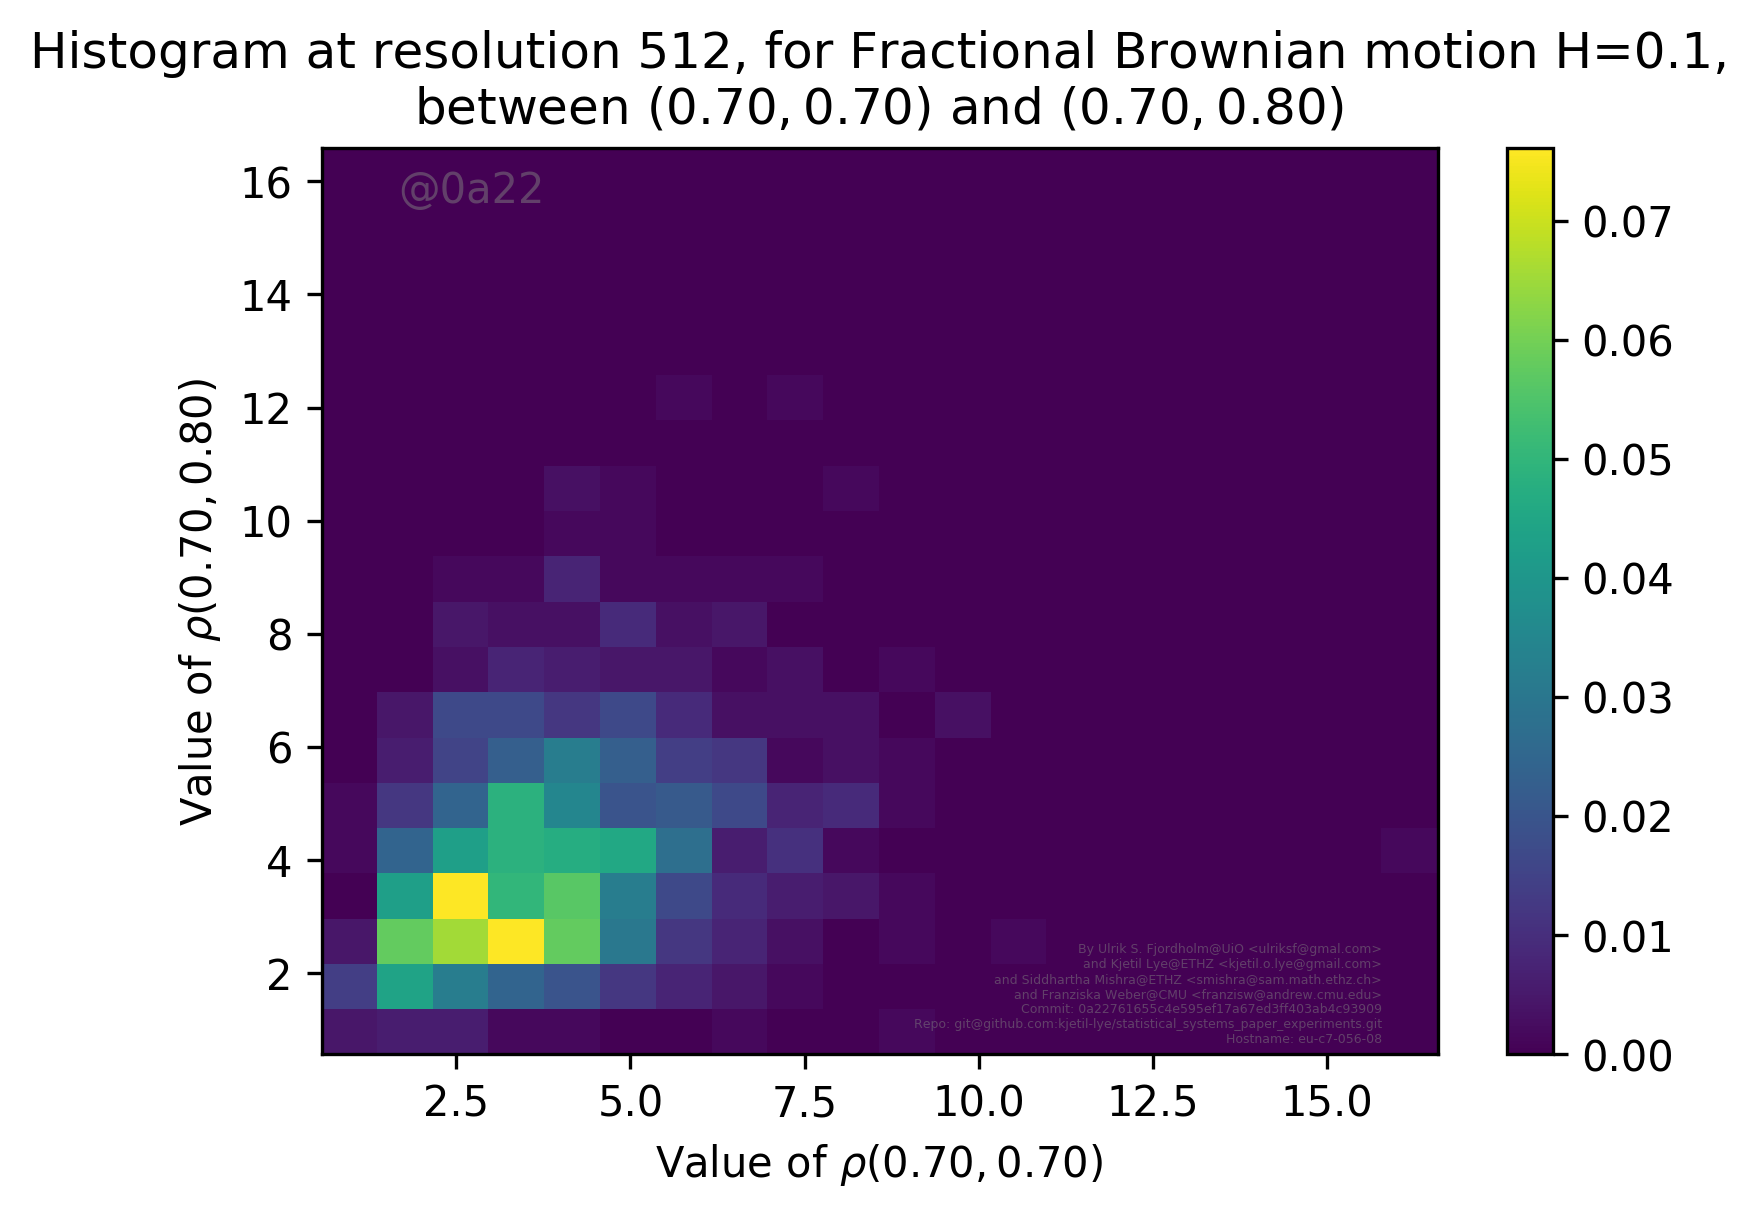 Histogram at resolution 512, for Fractional Brownian motion H=0.1,
between (0.70, 0.70) and (0.70, 0.80)
@0a22
16
14
12
10
8
6
4
2
Value of ρ(0.70, 0.80)
2.5 5.0 7.5 10.0 12.5 15.0
Value of ρ(0.70, 0.70)
0.07
0.06
0.05
0.04
0.03
0.02
0.01
0.00
By Ulrik S. Fjordholm@UiO <ulriksf@gmal.com>
and Kjetil Lye@ETHZ <kjetil.o.lye@gmail.com>
and Siddhartha Mishra@ETHZ <smishra@sam.math.ethz.ch>
and Franziska Weber@CMU <franzisw@andrew.cmu.edu>
Commit: 0a22761655c4e595ef17a67ed3ff403ab4c93909
Repo: git@github.com:kjetil-lye/statistical_systems_paper_experiments.git
Hostname: eu-c7-056-08